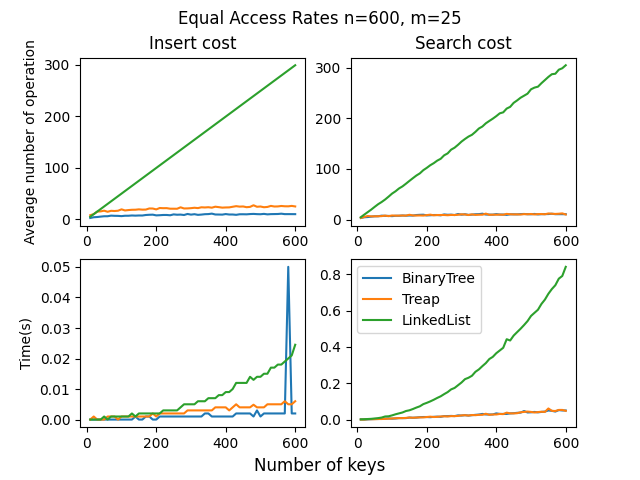 Equal Access Rates n=600, m=25
Insert cost
Search cost
Average number of operation
300
200
100
0
0 200 400 600
300
200
100
0
0 200 400 600
Time(s)
0.05
0.04
0.03
0.02
0.01
0.00
0 200 400 600
0.8
0.6
0.4
0.2
0.0
0 200 400 600
BinaryTree
Treap
LinkedList
Number of keys